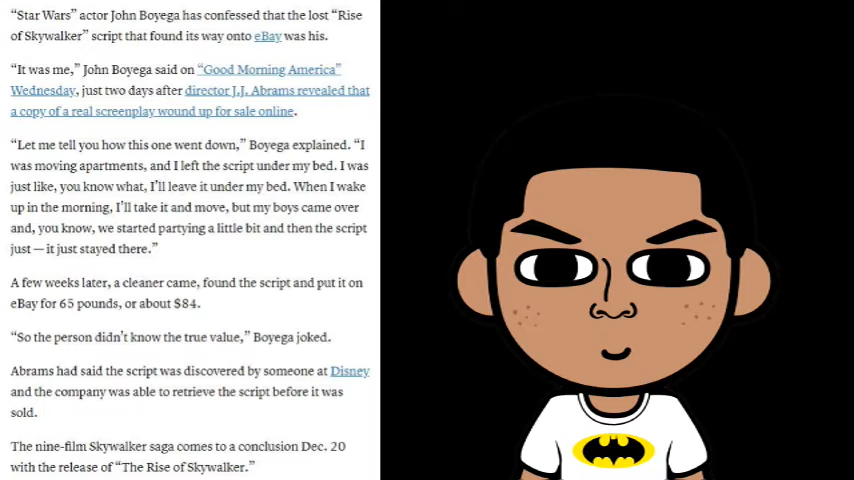 “Star Wars” actor John Boyega has confessed that the lost “Rise
of Skywalker” script that found its way onto eBay was his.
“It was me,” John Boyega said on “Good Morning America”
Wednesday, just two days after director J.J. Abrams revealed that
a copy of a real screenplay wound up for sale online.
“Let me tell you how this one went down,” Boyega explained. “I
was moving apartments, and I left the script under my bed. I was
just like, you know what, I’ll leave it under my bed. When I wake
up in the morning, I’ll take it and move, but my boys came over
and, you know, we started partying a little bit and then the script
just — it just stayed there.”
A few weeks later, a cleaner came, found the script and put it on
eBay for 65 pounds, or about $84.
“So the person didn’t know the true value,” Boyega joked.
Abrams had said the script was discovered by someone at Disney
and the company was able to retrieve the script before it was
sold.
The nine-film Skywalker saga comes to a conclusion Dec. 20
with the release of “The Rise of Skywalker.”